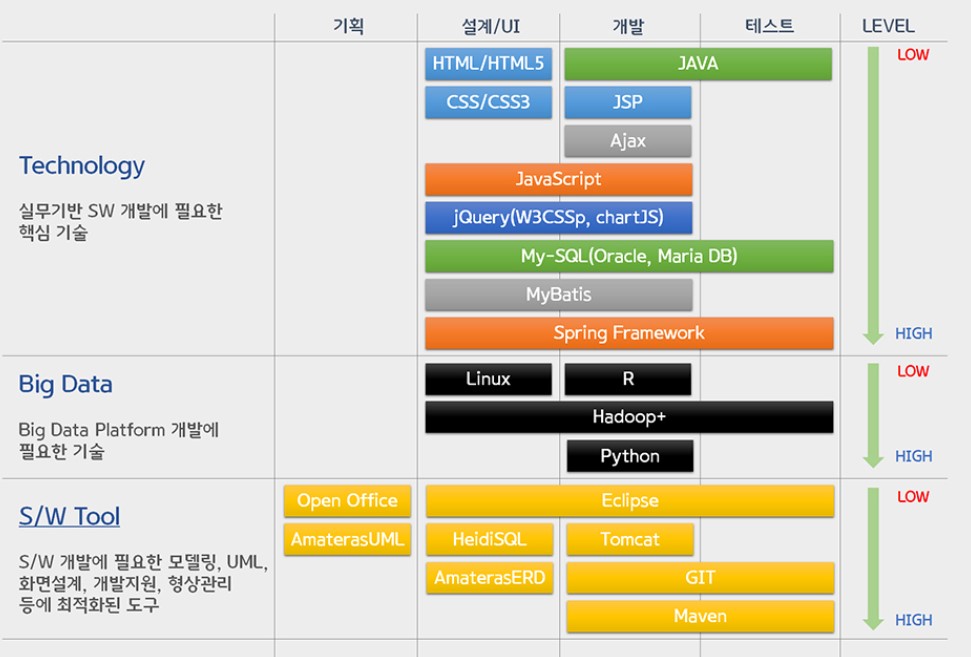 기획 설계/UI 개발 테스트 LEVEL
HTML/HTML5 JAVA LOW
CSS/CSS3 JSP
Ajax
Technology
JavaScript
실무기반 SW 개발에 필요한
핵심 기술
jQuery(W3CSSp, chartJS)
My-SQL(Oracle, Maria DB)
MyBatis
Spring Framework HIGH
Big Data
Linux R LOW
Hadoop+
Big Data Platform 개발에
필요한 기술
Python HIGH
S/W Tool
Open Office Eclipse LOW
AmaterasUML HeidiSQL Tomcat
S/W 개발에 필요한 모델링, UML,
화면설계, 개발지원, 형상관리
등에 최적화된 도구
AmaterasERD GIT
Maven HIGH